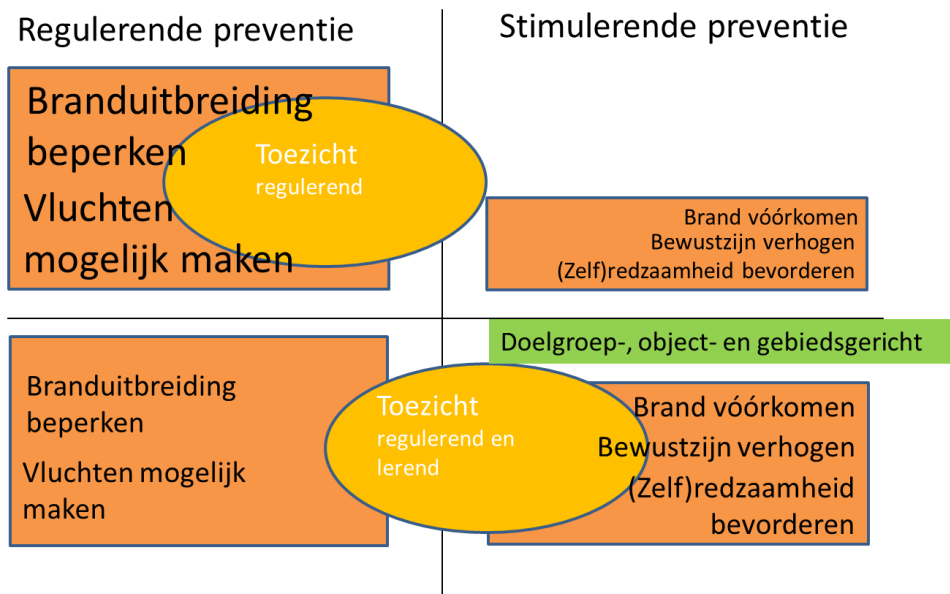 Regulerende preventie
Stimulerende preventie
Branduitbreiding
beperken
Vluchten
mogelijk maken
Toezicht
regulerend
Brand vóórkomen
Bewustzijn verhogen
(Zelf)redzaamheid bevorderen
Doelgroep-, object- en gebiedsgericht
Branduitbreiding
beperken
Vluchten mogelijk
maken
Toezicht
regulerend en
lerend
Brand vóórkomen
Bewustzijn verhogen
(Zelf)redzaamheid
bevorderen